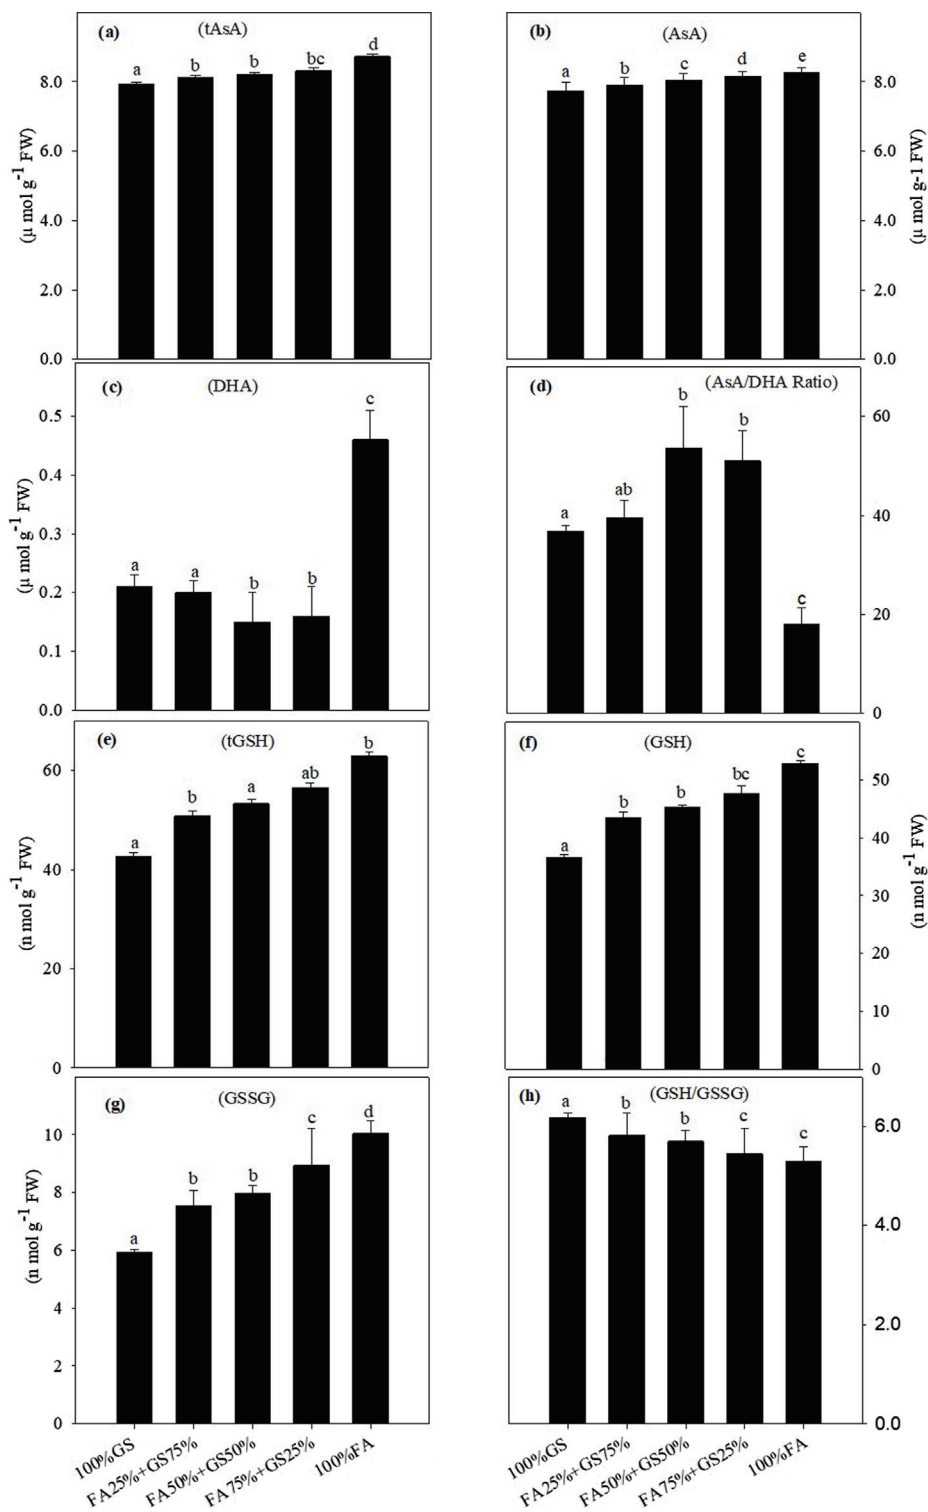 (a) (tAsA)
a b b bc d
8.0
6.0
4.0
2.0
0.0
(µ mol g-1 FW)
(b) (AsA)
a b c d e
8.0
6.0
4.0
2.0
0.0
(µ mol g-1 FW)
(c) (DHA)
a a b b c
0.5
0.4
0.3
0.2
0.1
0.0
(µ mol g-1 FW)
(d) (AsA/DHA Ratio)
a ab b b c
60
40
20
0
(e) (tGSH)
a b a ab b
60
40
20
0
(n mol g-1 FW)
(f) (GSH)
a b b bc c
50
40
30
20
10
0
(n mol g-1 FW)
(g) (GSSG)
a b b c d
10
8
6
4
2
0
(n mol g-1 FW)
100%GS
FA25%+GS75%
FA50%+GS50%
FA75%+GS25%
100%FA
(h) (GSH/GSSG)
a b b c c
6.0
4.0
2.0
0.0
100%GS
FA25%+GS75%
FA50%+GS50%
FA75%+GS25%
100%FA